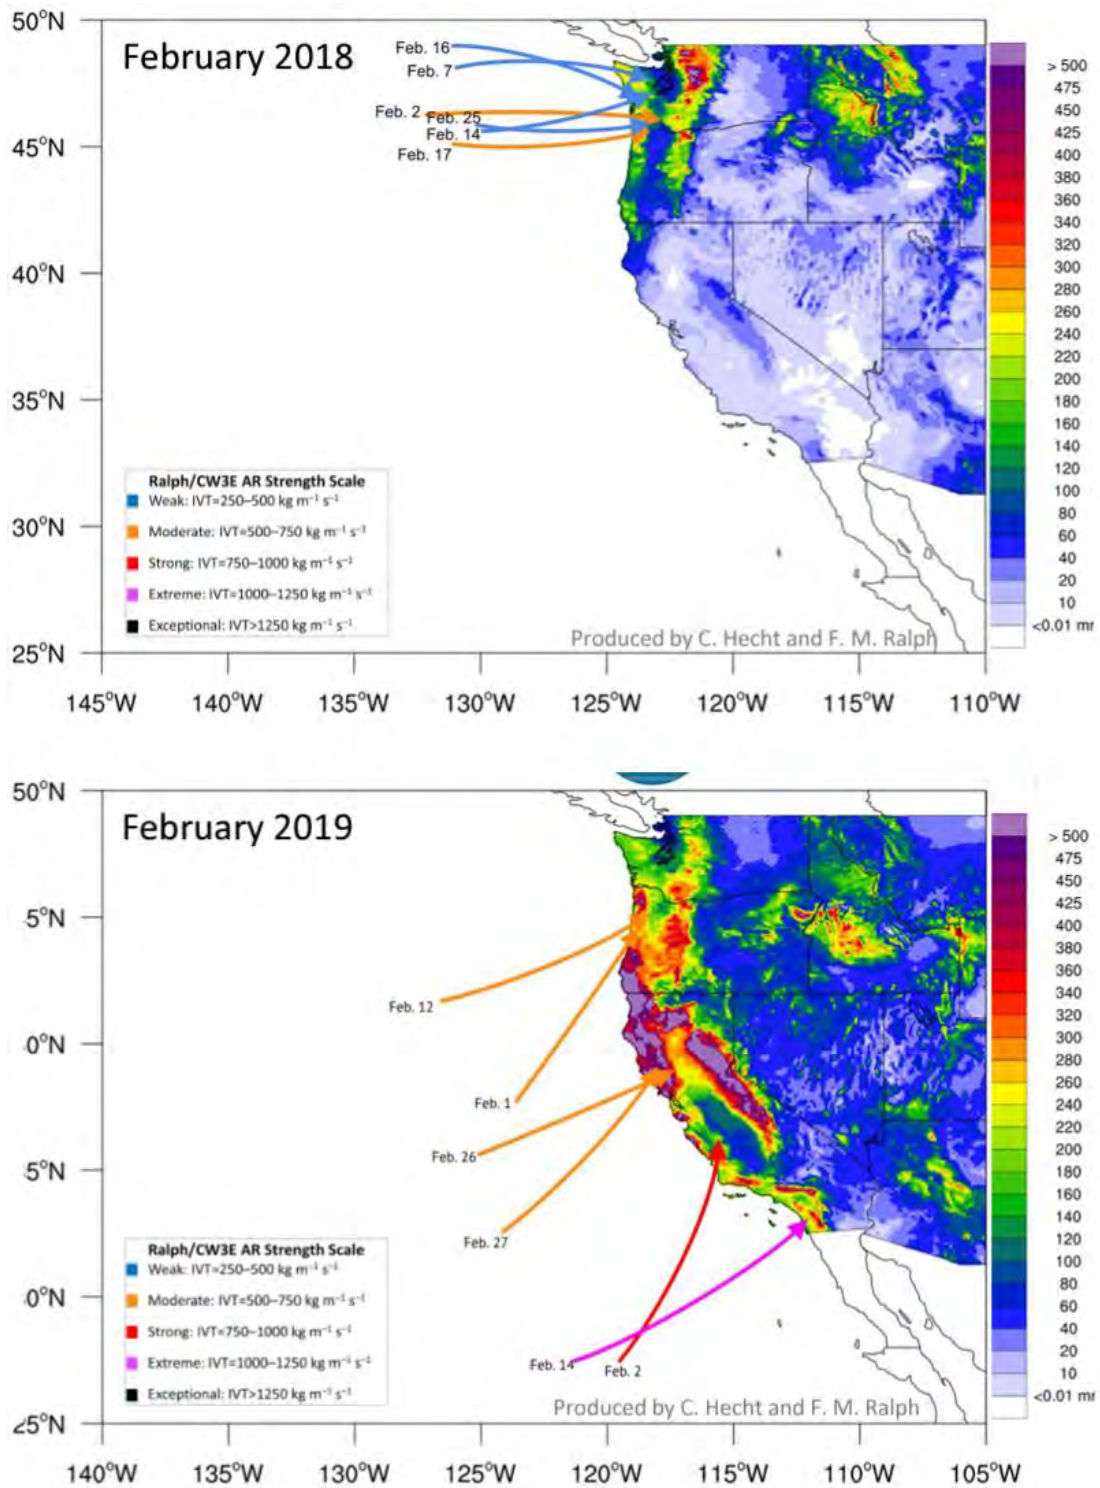 50°N
February 2018
Feb. 16
Feb. 7
Feb. 2
Feb. 25
Feb. 14
Feb. 17
45°N
40°N
35°N
30°N
25°N
Ralph/CW3E AR Strength Scale
Weak: IVT=250–500 kg m⁻¹ s⁻¹
Moderate: IVT=500–750 kg m⁻¹ s⁻¹
Strong: IVT=750–1000 kg m⁻¹ s⁻¹
Extreme: IVT=1000–1250 kg m⁻¹ s⁻¹
Exceptional: IVT>1250 kg m⁻¹ s⁻¹
Produced by C. Hecht and F. M. Ralph
145°W 140°W 135°W 130°W 125°W 120°W 115°W 110°W
> 500
475
450
425
400
380
360
340
320
300
280
260
240
220
200
180
160
140
120
100
80
60
40
20
10
<0.01 mm
50°N
February 2019
5°N
0°N
5°N
0°N
25°N
Feb. 12
Feb. 1
Feb. 26
Feb. 27
Feb. 14
Feb. 2
Ralph/CW3E AR Strength Scale
Weak: IVT=250–500 kg m⁻¹ s⁻¹
Moderate: IVT=500–750 kg m⁻¹ s⁻¹
Strong: IVT=750–1000 kg m⁻¹ s⁻¹
Extreme: IVT=1000–1250 kg m⁻¹ s⁻¹
Exceptional: IVT>1250 kg m⁻¹ s⁻¹
Produced by C. Hecht and F. M. Ralph
140°W 135°W 130°W 125°W 120°W 115°W 110°W 105°W
> 500
475
450
425
400
380
360
340
320
300
280
260
240
220
200
180
160
140
120
100
80
60
40
20
10
<0.01 mm